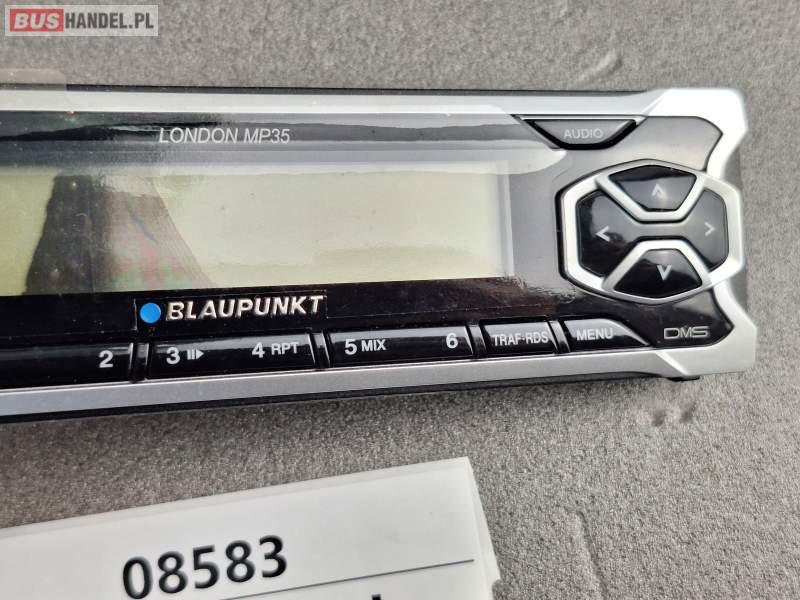 BUSHANDEL.PL
LONDON MP35
AUDIO
BLAUPUNKT
2
3
4 RPT
5 MIX
6
TRAF·RDS
MENU
DMS
08583